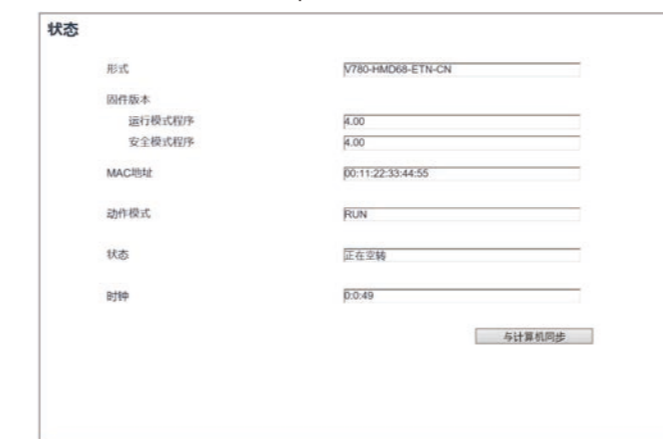 状态
形式 V780-HMD68-ETN-CN
固件版本
运行模式程序 4.00
安全模式程序 4.00
MAC地址 00:11:22:33:44:55
动作模式 RUN
状态 正在空转
时钟 0:0:49
与计算机同步